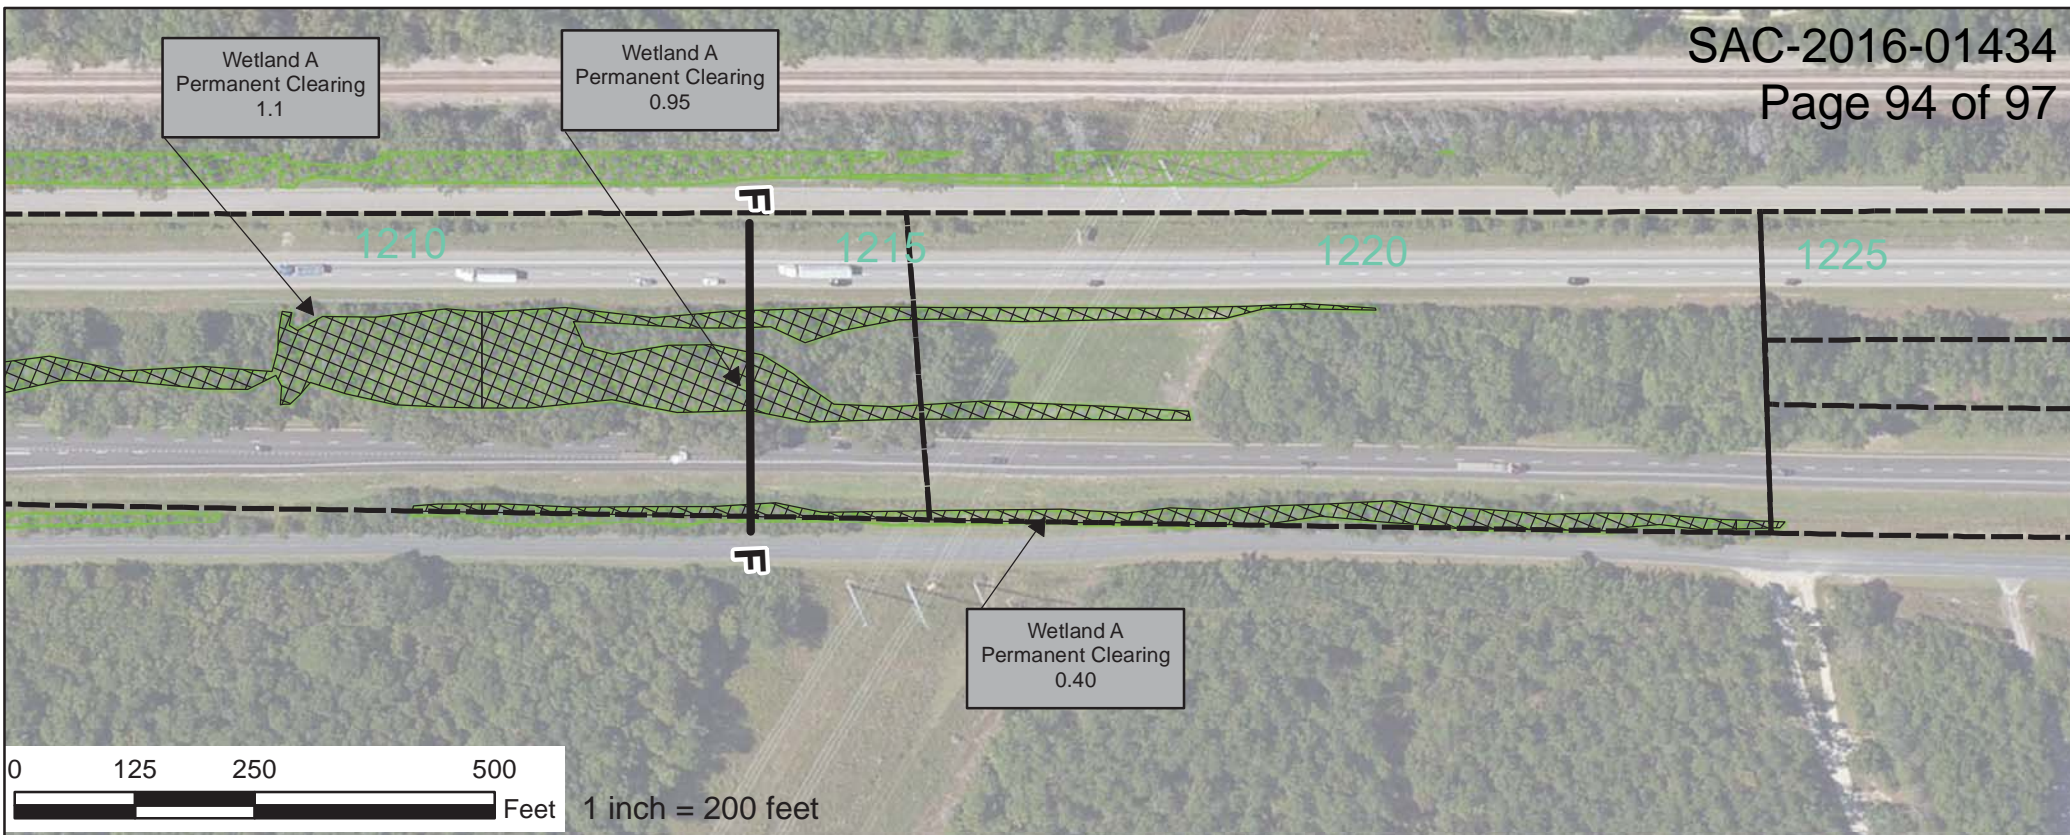 SAC-2016-01434
Page 94 of 97
Wetland A
Permanent Clearing
1.1
Wetland A
Permanent Clearing
0.95
F
1210
1215
1220
1225
F
Wetland A
Permanent Clearing
0.40
0 125 250 500
Feet
1 inch = 200 feet